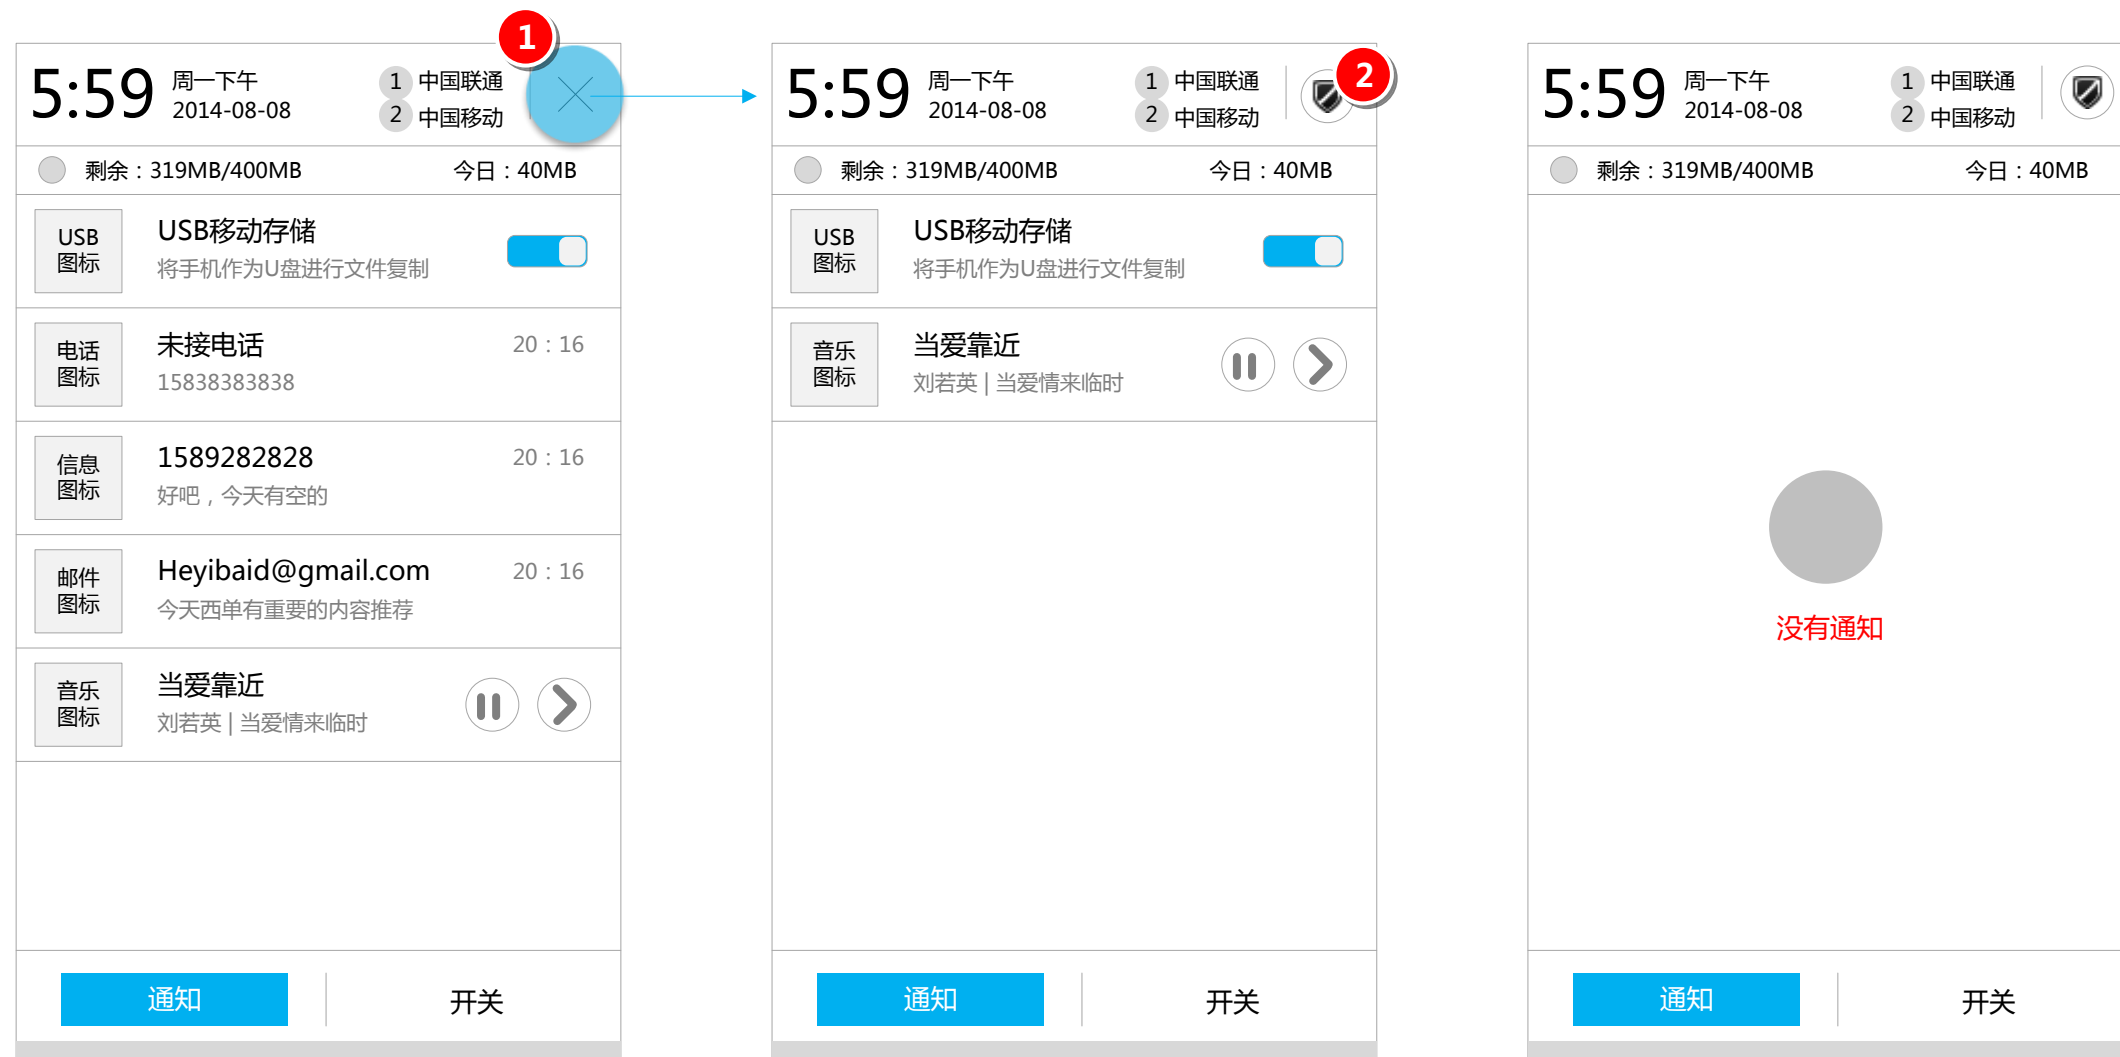 1
5:59
周一下午
2014-08-08
1 中国联通
2 中国移动
剩余：319MB/400MB
今日：40MB
USB
图标
USB移动存储
将手机作为U盘进行文件复制
电话
图标
未接电话
15838383838
20：16
信息
图标
1589282828
好吧，今天有空的
20：16
邮件
图标
Heyibaid@gmail.com
今天西单有重要的内容推荐
20：16
音乐
图标
当爱靠近
刘若英 | 当爱情来临时
通知
开关
2
5:59
周一下午
2014-08-08
1 中国联通
2 中国移动
剩余：319MB/400MB
今日：40MB
USB
图标
USB移动存储
将手机作为U盘进行文件复制
音乐
图标
当爱靠近
刘若英 | 当爱情来临时
通知
开关
5:59
周一下午
2014-08-08
1 中国联通
2 中国移动
剩余：319MB/400MB
今日：40MB
没有通知
通知
开关